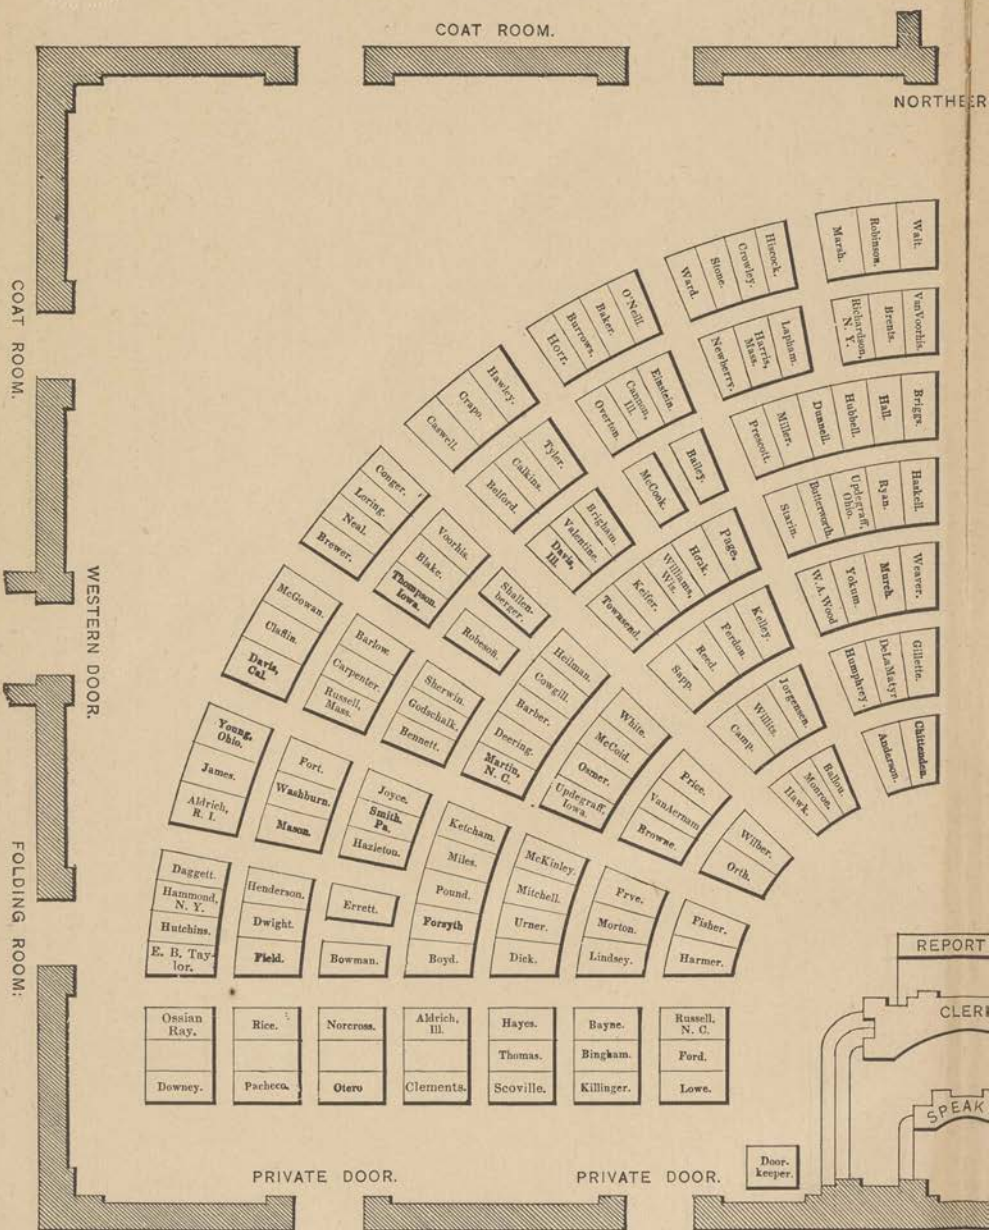 COAT ROOM.
NORTHER
COAT ROOM.
WESTERN DOOR.
FOLDING ROOM:
Marsh.
Robinson.
Wait.
Richardson,
N. Y.
Brents.
VanVoorhis.
Prescott.
Miller.
Dunnell.
Hubbell.
Hall.
Briggs.
Starin.
Butterworth.
Updegraff,
Ohio.
Ryan.
Haskell.
W. A. Wood
Yokum.
Murch.
Weaver.
Humphrey.
DeLaMatyr
Gillette.
Anderson.
Chittenden.
Ward.
Stone.
Crowley.
Hiscock.
Newberry.
Harris,
Mass.
Lapham.
Horr.
Burrows.
Baker.
O'Neill
Overton.
Cannon,
Ill.
Einstein.
McCook.
Bailey.
Townsend.
Keifer.
Williams,
Wis.
Houk.
Page.
Sapp.
Reed.
Ferdon.
Kelley.
Camp.
Willits.
Jorgensen.
Hawk.
Monroe.
Ballou.
Caswell.
Crapo.
Hawley.
Belford.
Calkins.
Tyler.
Davis,
Ill.
Valentine.
Brigham
Conger.
Loring.
Neal.
Brewer.
Voorhis.
Blake.
Thompson.
Iowa.
Shallen-
berger.
Robeson.
Heilman.
Cowgill.
Barber.
Deering.
Martin,
N. C.
White.
McCoid.
Osmer.
Updegraff,
Iowa.
Price.
VanAernam
Browne.
Wilber.
Orth.
McGowan.
Claflin.
Davis,
Cal.
Barlow.
Carpenter.
Russell,
Mass.
Sherwin.
Godschalk.
Bennett.
Young,
Ohio.
James.
Aldrich,
R. I.
Fort.
Washburn.
Mason.
Joyce.
Smith.
Pa.
Hazleton.
Ketcham.
Miles.
Pound.
Forsyth
Boyd.
McKinley.
Mitchell.
Urner.
Dick.
Frye.
Morton.
Lindsey.
Fisher.
Harmer.
Daggett.
Hammond,
N. Y.
Hutchins.
E. B. Tay-
lor.
Henderson.
Dwight.
Field.
Errett.
Bowman.
Ossian
Ray.
Downey.
Rice.
Pacheco.
Norcross.
Otero
Aldrich,
Ill.
Clements.
Hayes.
Thomas.
Scoville.
Bayne.
Bingham.
Killinger.
Russell,
N. C.
Ford.
Lowe.
REPORT
CLER
SPEAK
Door-
keeper.
PRIVATE DOOR.
PRIVATE DOOR.